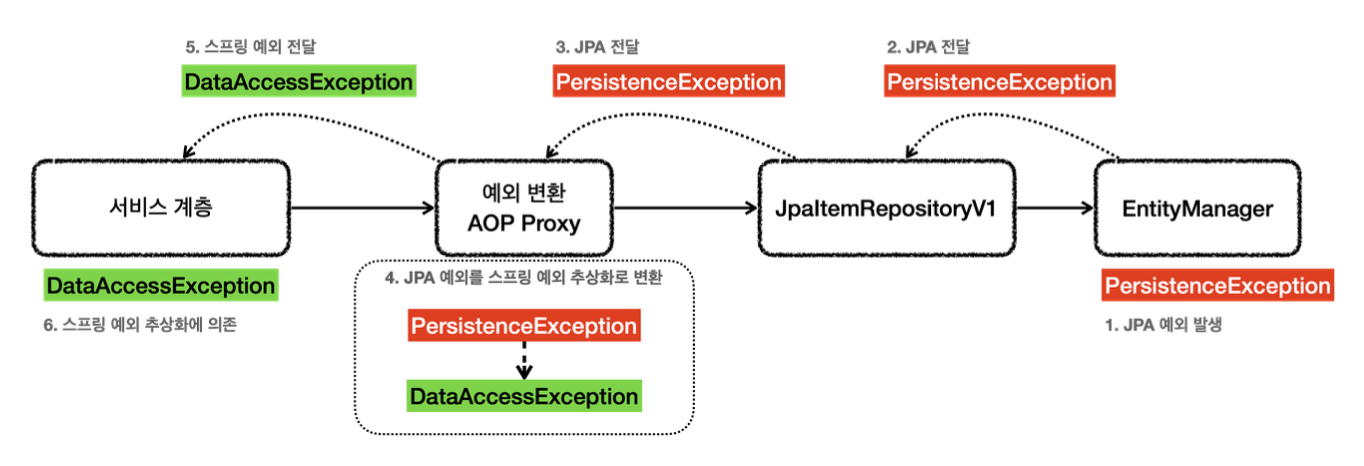 5. 스프링 예외 전달
DataAccessException
3. JPA 전달
PersistenceException
2. JPA 전달
PersistenceException
서비스 계층
예외 변환
AOP Proxy
JpaItemRepositoryV1
EntityManager
DataAccessException
6. 스프링 예외 추상화에 의존
4. JPA 예외를 스프링 예외 추상화로 변환
PersistenceException
DataAccessException
PersistenceException
1. JPA 예외 발생